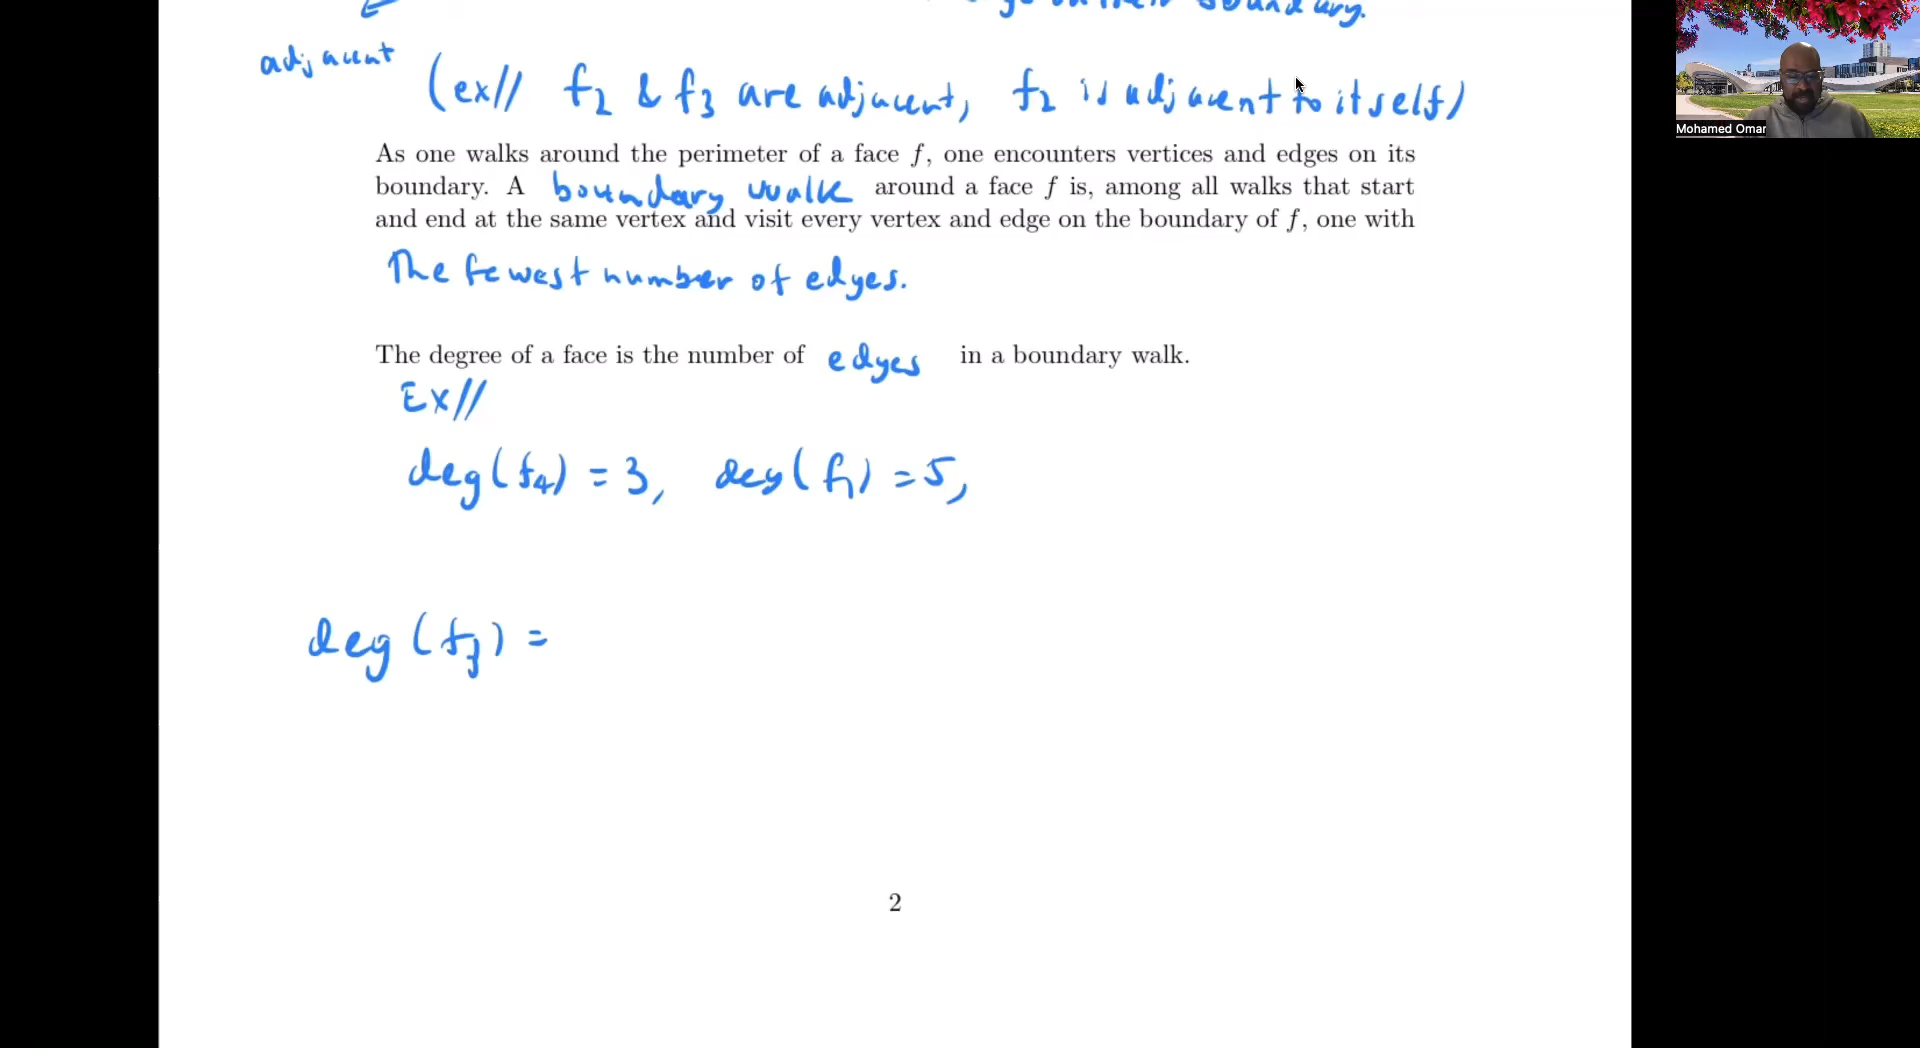 on their boundary.
adjacent
(ex// f2 & f3 are adjacent, f2 is adjacent to itself)
As one walks around the perimeter of a face f, one encounters vertices and edges on its
boundary. A boundary walk around a face f is, among all walks that start
and end at the same vertex and visit every vertex and edge on the boundary of f, one with
The fewest number of edges.
The degree of a face is the number of edges in a boundary walk.
Ex//
deg(f4) = 3, deg(f1) = 5,
deg(f3) =
2
Mohamed Omar